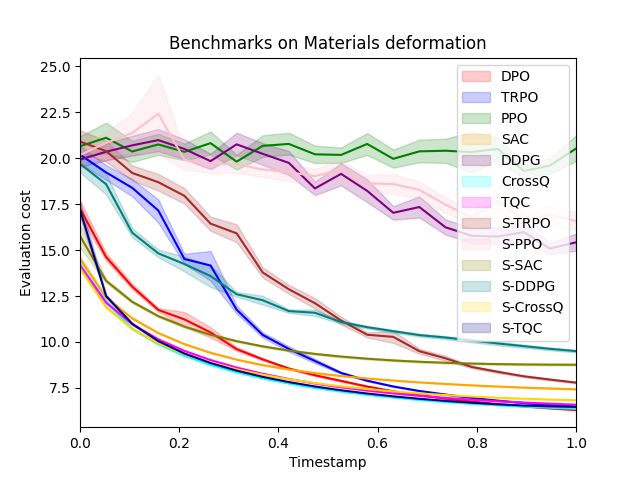 Benchmarks on Materials deformation
Evaluation cost
25.0
22.5
20.0
17.5
15.0
12.5
10.0
7.5
0.0
0.2
0.4
0.6
0.8
1.0
Timestamp
DPO
TRPO
PPO
SAC
DDPG
CrossQ
TQC
S-TRPO
S-PPO
S-SAC
S-DDPG
S-CrossQ
S-TQC